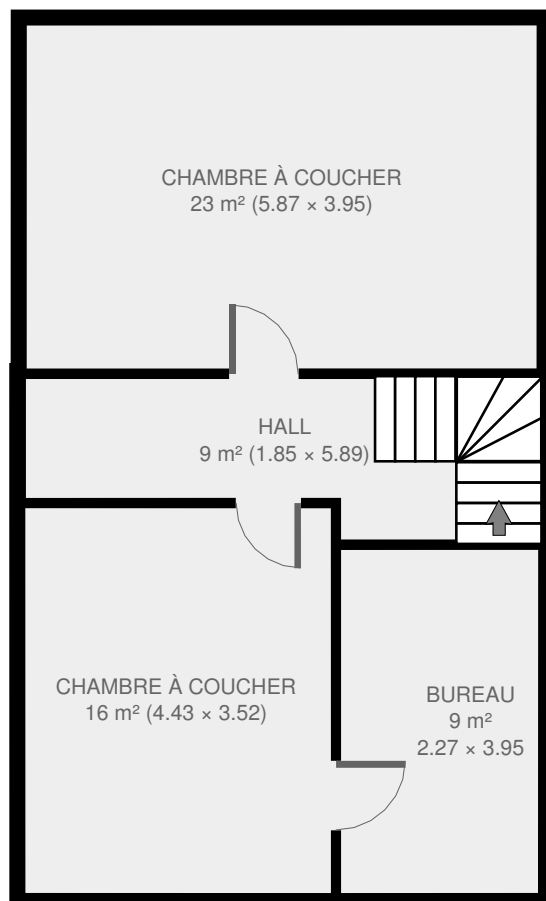 CHAMBRE À COUCHER
23 m² (5.87 × 3.95)
HALL
9 m² (1.85 × 5.89)
CHAMBRE À COUCHER
16 m² (4.43 × 3.52)
BUREAU
9 m²
2.27 × 3.95